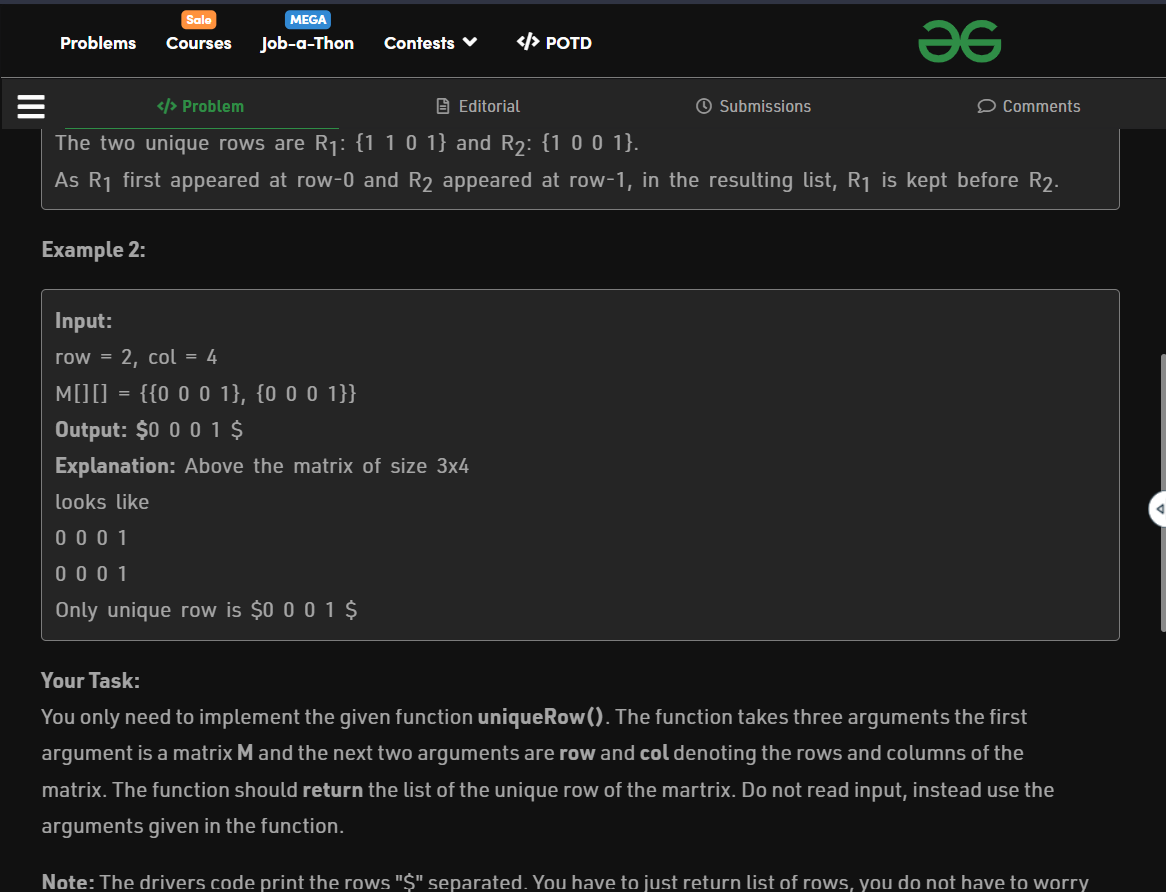 Sale MEGA
Problems Courses Job-a-Thon Contests </> POTD
</> Problem Editorial Submissions Comments
The two unique rows are R1: {1 1 0 1} and R2: {1 0 0 1}.
As R1 first appeared at row-0 and R2 appeared at row-1, in the resulting list, R1 is kept before R2.
Example 2:
Input:
row = 2, col = 4
M[][] = {{0 0 0 1}, {0 0 0 1}}
Output: $0 0 0 1 $
Explanation: Above the matrix of size 3x4
looks like
0 0 0 1
0 0 0 1
Only unique row is $0 0 0 1 $
Your Task:
You only need to implement the given function uniqueRow(). The function takes three arguments the first
argument is a matrix M and the next two arguments are row and col denoting the rows and columns of the
matrix. The function should return the list of the unique row of the martrix. Do not read input, instead use the
arguments given in the function.
Note: The drivers code print the rows "$" separated. You have to just return list of rows, you do not have to worry